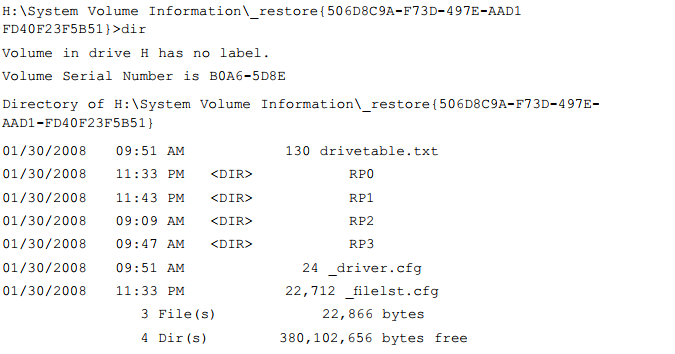 H:\System Volume Information\_restore{506D8C9A-F73D-497E-AAD1
FD40F23F5B51}>dir
Volume in drive H has no label.
Volume Serial Number is B0A6-5D8E
Directory of H:\System Volume Information\_restore{506D8C9A-F73D-497E-
AAD1-FD40F23F5B51}
01/30/2008 09:51 AM 130 drivetable.txt
01/30/2008 11:33 PM <DIR> RP0
01/30/2008 11:43 PM <DIR> RP1
01/30/2008 09:09 AM <DIR> RP2
01/30/2008 09:47 AM <DIR> RP3
01/30/2008 09:51 AM 24 _driver.cfg
01/30/2008 11:33 PM 22,712 _filelst.cfg
3 File(s) 22,866 bytes
4 Dir(s) 380,102,656 bytes free